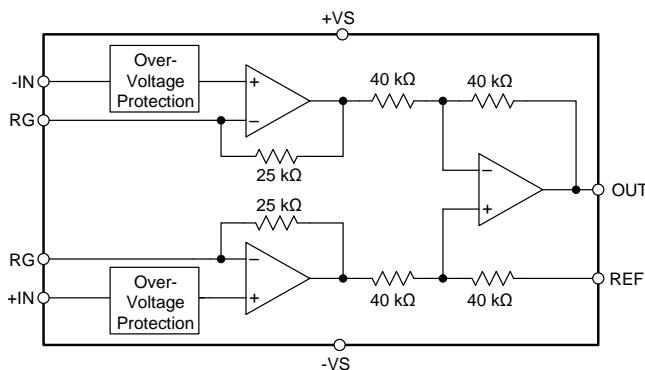 +VS
-IN
Over-
Voltage
Protection
+
−
40 kΩ
40 kΩ
RG
25 kΩ
−
+
OUT
25 kΩ
RG
−
+
+IN
Over-
Voltage
Protection
40 kΩ
40 kΩ
REF
-VS